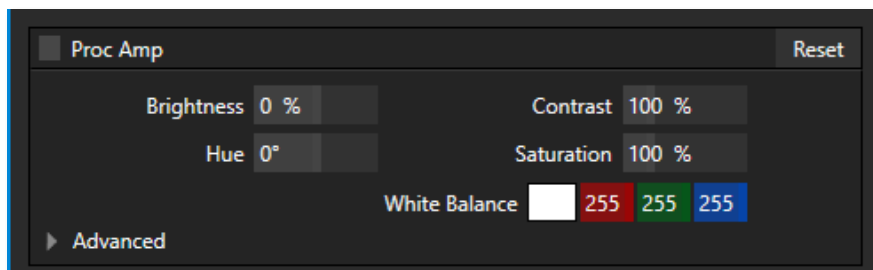 Proc Amp Reset
Brightness 0 % Contrast 100 %
Hue 0° Saturation 100 %
White Balance 255 255 255
Advanced